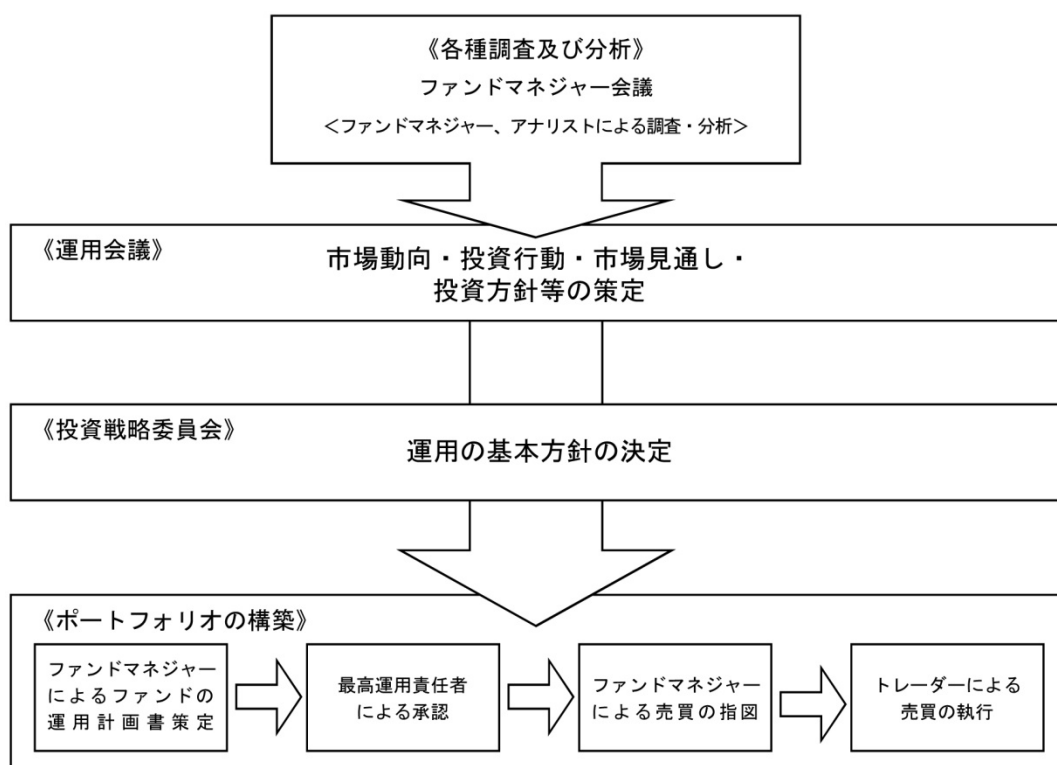 《各種調査及び分析》
ファンドマネジャー会議
＜ファンドマネジャー、アナリストによる調査・分析＞
《運用会議》
市場動向・投資行動・市場見通し・
投資方針等の策定
《投資戦略委員会》
運用の基本方針の決定
《ポートフォリオの構築》
ファンドマネジャー
によるファンドの
運用計画書策定
最高運用責任者
による承認
ファンドマネジャー
による売買の指図
トレーダーによる
売買の執行